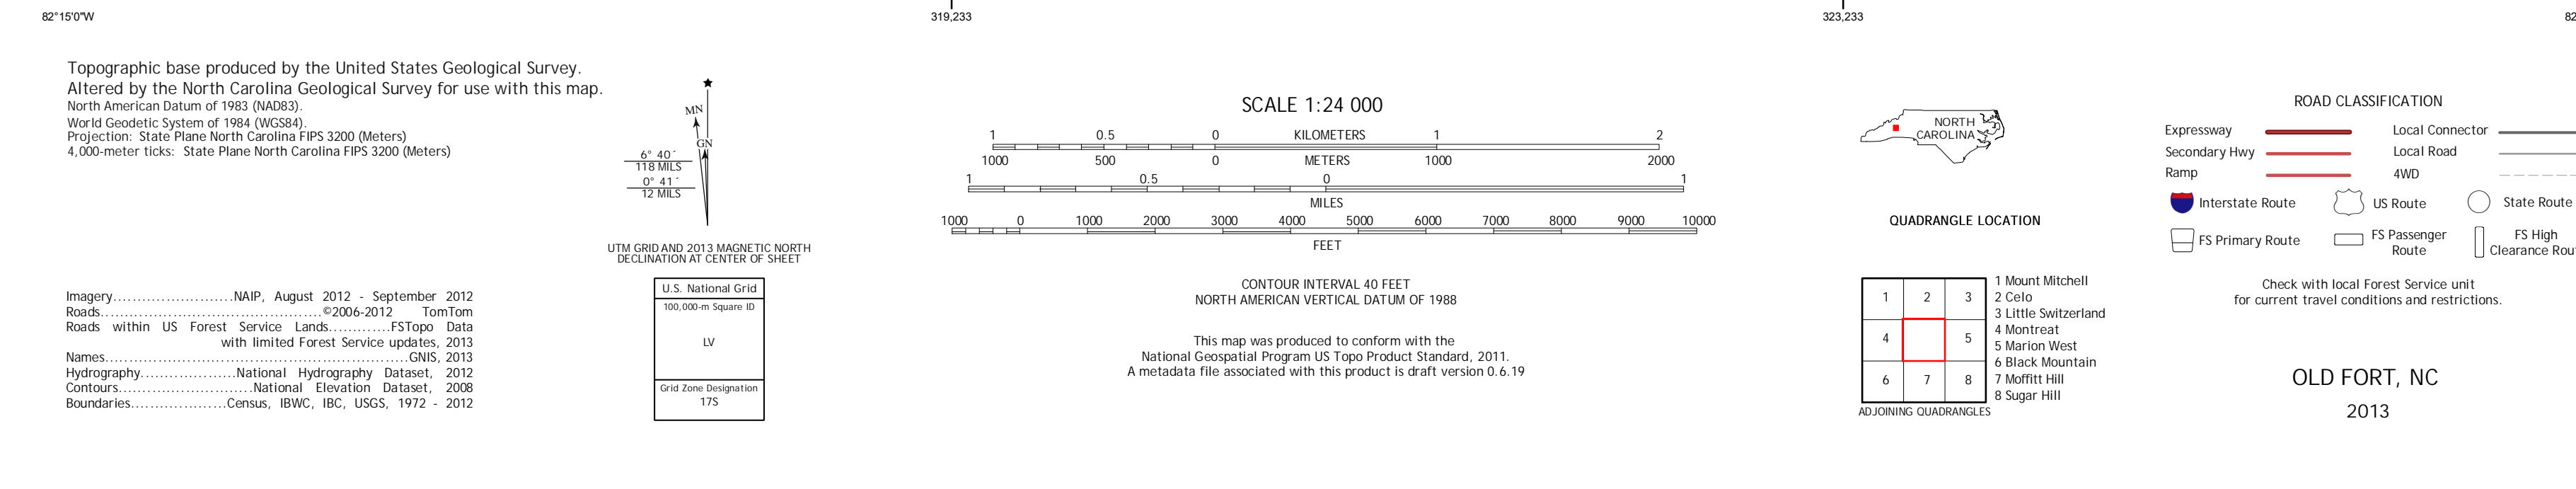 82°15'0"W
319,233
323,233
82
Topographic base produced by the United States Geological Survey.
Altered by the North Carolina Geological Survey for use with this map.
North American Datum of 1983 (NAD83).
World Geodetic System of 1984 (WGS84).
Projection: State Plane North Carolina FIPS 3200 (Meters)
4,000-meter ticks: State Plane North Carolina FIPS 3200 (Meters)
Imagery.........................NAIP, August 2012 - September 2012
Roads..............................................©2006-2012 TomTom
Roads within US Forest Service Lands.............FSTopo Data
with limited Forest Service updates, 2013
Names...............................................................GNIS, 2013
Hydrography....................National Hydrography Dataset, 2012
Contours............................National Elevation Dataset, 2008
Boundaries....................Census, IBWC, IBC, USGS, 1972 - 2012
MN
GN
6° 40´
118 MILS
0° 41´
12 MILS
UTM GRID AND 2013 MAGNETIC NORTH
DECLINATION AT CENTER OF SHEET
U.S. National Grid
100,000-m Square ID
LV
Grid Zone Designation
17S
SCALE 1:24 000
1 0.5 0 KILOMETERS 1 2
1000 500 0 METERS 1000 2000
1 0.5 0 1
MILES
1000 0 1000 2000 3000 4000 5000 6000 7000 8000 9000 10000
FEET
CONTOUR INTERVAL 40 FEET
NORTH AMERICAN VERTICAL DATUM OF 1988
This map was produced to conform with the
National Geospatial Program US Topo Product Standard, 2011.
A metadata file associated with this product is draft version 0.6.19
NORTH
CAROLINA
QUADRANGLE LOCATION
1 2 3
4 5
6 7 8
ADJOINING QUADRANGLES
1 Mount Mitchell
2 Celo
3 Little Switzerland
4 Montreat
5 Marion West
6 Black Mountain
7 Moffitt Hill
8 Sugar Hill
ROAD CLASSIFICATION
Expressway Local Connector
Secondary Hwy Local Road
Ramp 4WD
Interstate Route US Route State Route
FS Primary Route
FS Passenger
Route
FS High
Clearance Rou
Check with local Forest Service unit
for current travel conditions and restrictions.
OLD FORT, NC
2013